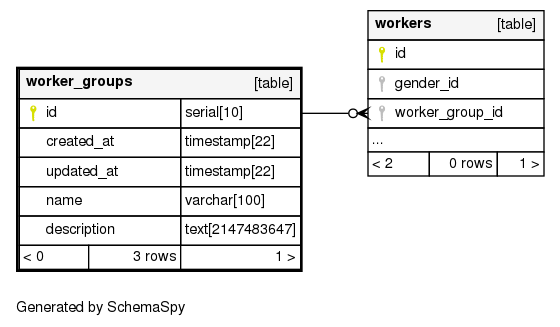 worker_groups [table]
id serial[10]
created_at timestamp[22]
updated_at timestamp[22]
name varchar[100]
description text[2147483647]
< 0 3 rows 1 >
workers [table]
id
gender_id
worker_group_id
...
< 2 0 rows 1 >
Generated by SchemaSpy